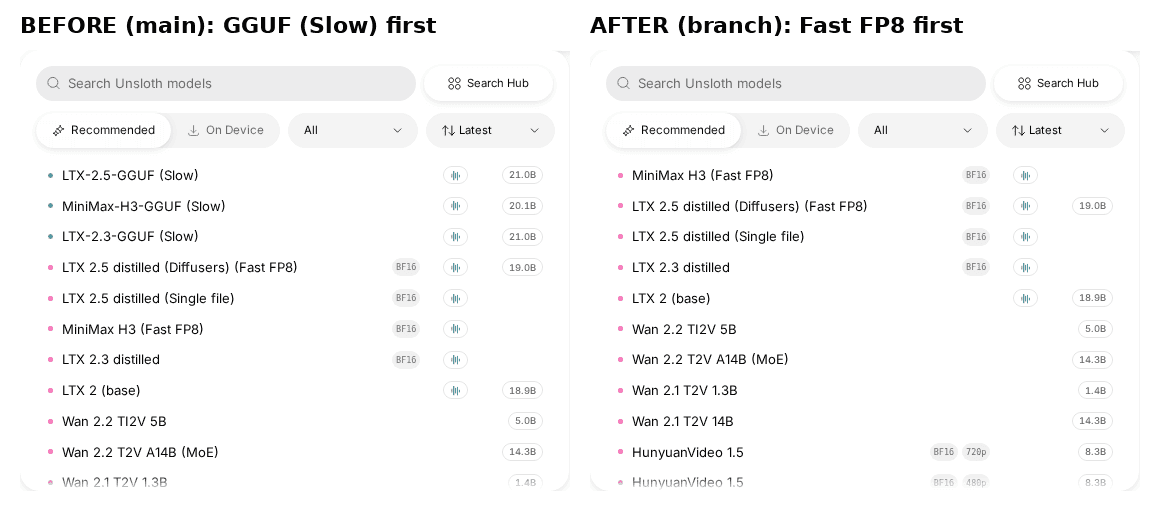 BEFORE (main): GGUF (Slow) first
Search Unsloth models
Search Hub
Recommended
On Device
All
Latest
LTX-2.5-GGUF (Slow) 21.0B
MiniMax-H3-GGUF (Slow) 20.1B
LTX-2.3-GGUF (Slow) 21.0B
LTX 2.5 distilled (Diffusers) (Fast FP8) BF16 19.0B
LTX 2.5 distilled (Single file) BF16
MiniMax H3 (Fast FP8) BF16
LTX 2.3 distilled BF16
LTX 2 (base) 18.9B
Wan 2.2 TI2V 5B 5.0B
Wan 2.2 T2V A14B (MoE) 14.3B
Wan 2.1 T2V 1.3B 1.4B
AFTER (branch): Fast FP8 first
Search Unsloth models
Search Hub
Recommended
On Device
All
Latest
MiniMax H3 (Fast FP8) BF16
LTX 2.5 distilled (Diffusers) (Fast FP8) BF16 19.0B
LTX 2.5 distilled (Single file) BF16
LTX 2.3 distilled BF16
LTX 2 (base) 18.9B
Wan 2.2 TI2V 5B 5.0B
Wan 2.2 T2V A14B (MoE) 14.3B
Wan 2.1 T2V 1.3B 1.4B
Wan 2.1 T2V 14B 14.3B
HunyuanVideo 1.5 BF16 720p 8.3B
HunyuanVideo 1.5 BF16 480p 8.3B